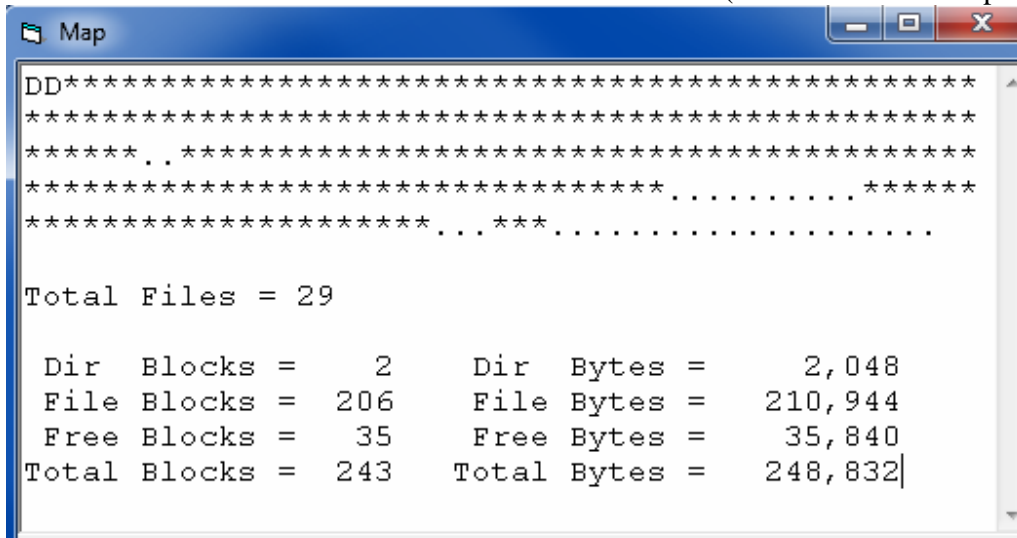 Map
DD***********************************************
*************************************************
******..*****************************************
*********************************..........******
*********************...***....................
Total Files = 29
Dir Blocks = 2 Dir Bytes = 2,048
File Blocks = 206 File Bytes = 210,944
Free Blocks = 35 Free Bytes = 35,840
Total Blocks = 243 Total Bytes = 248,832